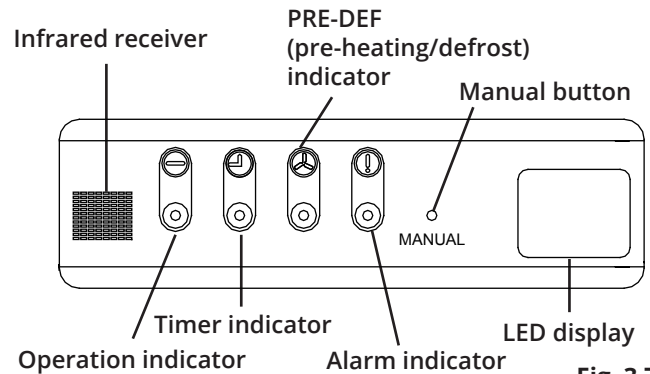 PRE-DEF
(pre-heating/defrost)
indicator
Infrared receiver
Manual button
MANUAL
Timer indicator
LED display
Operation indicator
Alarm indicator